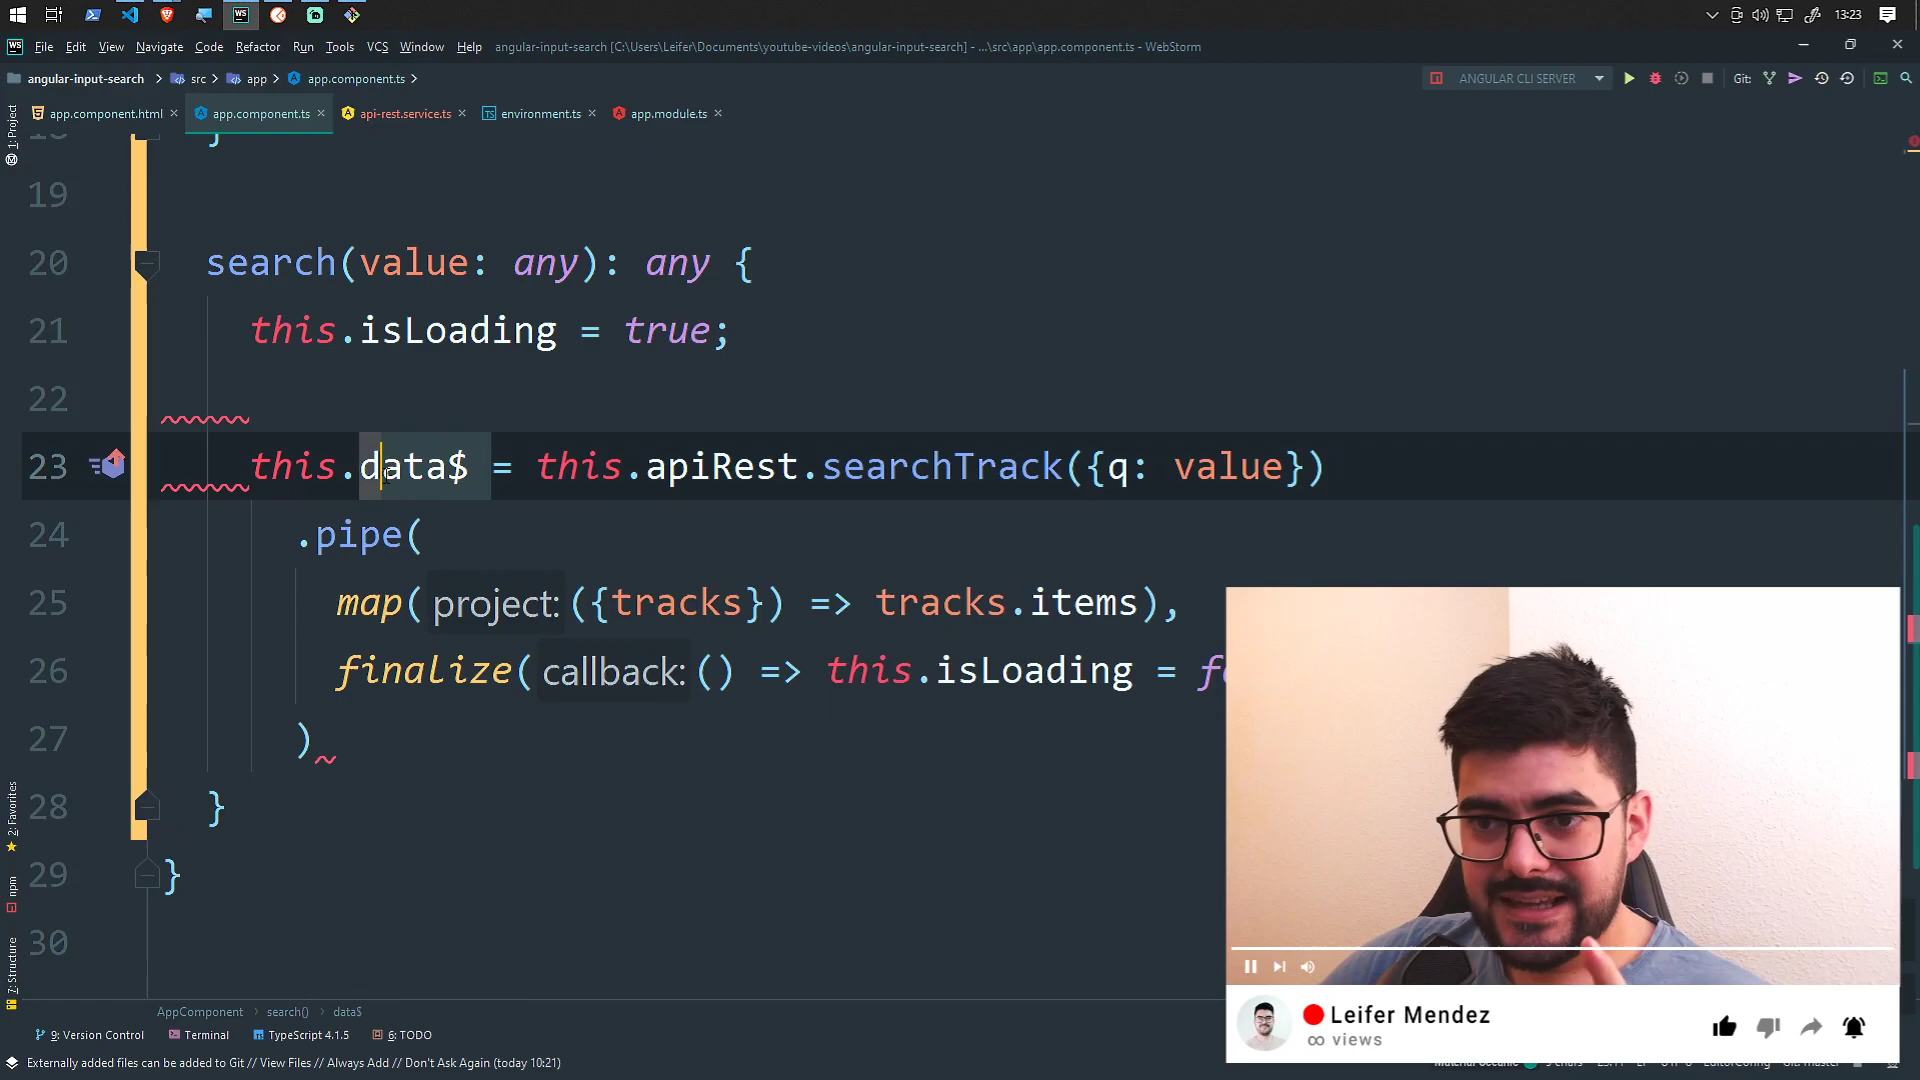 File Edit View Navigate Code Refactor Run Tools VCS Window Help angular-input-search [C:\Users\Leifer\Documents\youtube-videos\angular-input-search] - ...\src\app\app.component.ts - WebStorm
13:23
angular-input-search src app app.component.ts
ANGULAR CLI SERVER Git:
app.component.html app.component.ts api-rest.service.ts environment.ts app.module.ts
1: Project
19
20 search(value: any): any {
21 this.isLoading = true;
22
23 this.data$ = this.apiRest.searchTrack({q: value})
24 .pipe(
25 map( project: ({tracks}) => tracks.items),
26 finalize( callback: () => this.isLoading =
27 )
28 }
29 }
30
2: Favorites
npm
7: Structure
Leifer Mendez
∞ views
AppComponent search() data$
9: Version Control Terminal TypeScript 4.1.5 6: TODO
Externally added files can be added to Git // View Files // Always Add // Don't Ask Again (today 10:21)